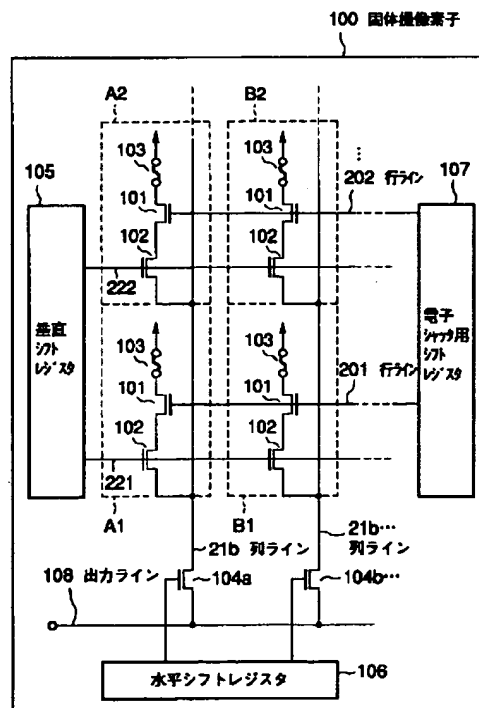 100 固体撮像素子
A2
B2
103
103
105
107
101
101
202 行ライン
…
102
102
222
垂直
シフト
レジスタ
電子
シャッタ用
シフト
レジスタ
103
103
101
101
201 行ライン
102
102
221
A1
B1
21b 列ライン
21b…
列ライン
108 出力ライン
104a
104b…
水平シフトレジスタ
106